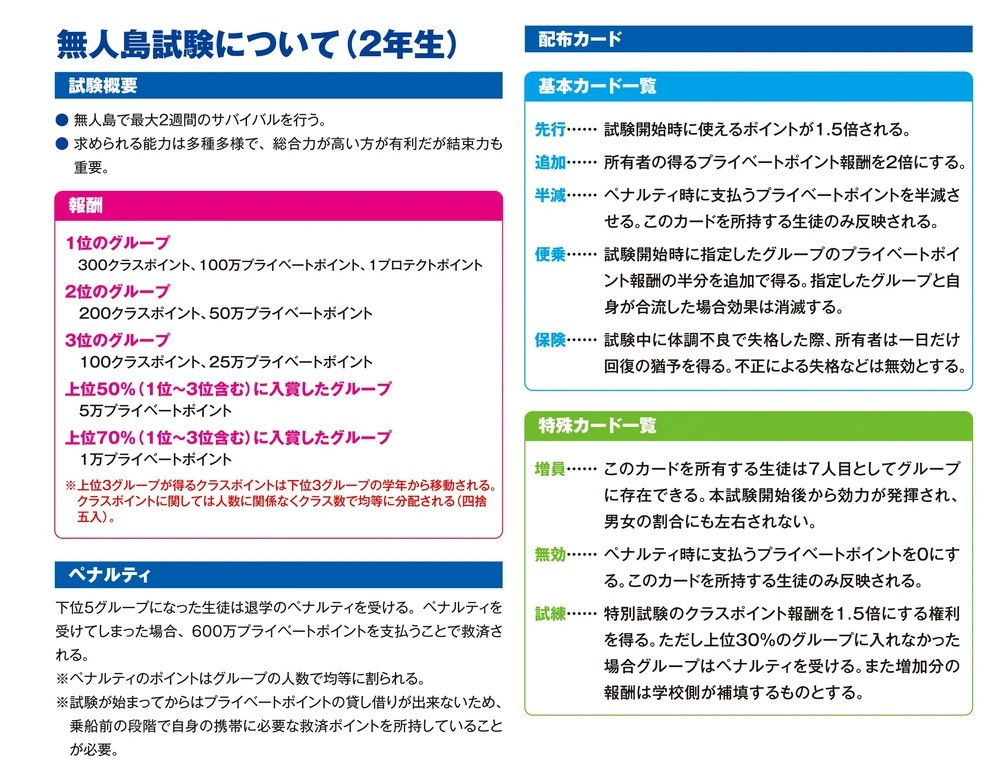 無人島試験について(2年生)
試験概要
● 無人島で最大2週間のサバイバルを行う。
● 求められる能力は多種多様で、総合力が高い方が有利だが結束力も
重要。
報酬
1位のグループ
300クラスポイント、100万プライベートポイント、1プロテクトポイント
2位のグループ
200クラスポイント、50万プライベートポイント
3位のグループ
100クラスポイント、25万プライベートポイント
上位50%(1位〜3位含む)に入賞したグループ
5万プライベートポイント
上位70%(1位〜3位含む)に入賞したグループ
1万プライベートポイント
※上位3グループが得るクラスポイントは下位3グループの学年から移動される。
クラスポイントに関しては人数に関係なくクラス数で均等に分配される(四捨
五入)。
ペナルティ
下位5グループになった生徒は退学のペナルティを受ける。ペナルティを
受けてしまった場合、600万プライベートポイントを支払うことで救済さ
れる。
※ペナルティのポイントはグループの人数で均等に割られる。
※試験が始まってからはプライベートポイントの貸し借りが出来ないため、
乗船前の段階で自身の携帯に必要な救済ポイントを所持していること
が必要。
配布カード
基本カード一覧
先行…… 試験開始時に使えるポイントが1.5倍される。
追加…… 所有者の得るプライベートポイント報酬を2倍にする。
半減…… ペナルティ時に支払うプライベートポイントを半減さ
せる。このカードを所持する生徒のみ反映される。
便乗…… 試験開始時に指定したグループのプライベートポイ
ント報酬の半分を追加で得る。指定したグループと自
身が合流した場合効果は消滅する。
保険…… 試験中に体調不良で失格した際、所有者は一日だけ
回復の猶予を得る。不正による失格などは無効とする。
特殊カード一覧
増員…… このカードを所有する生徒は7人目としてグループ
に存在できる。本試験開始後から効力が発揮され、
男女の割合にも左右されない。
無効…… ペナルティ時に支払うプライベートポイントを0にす
る。このカードを所持する生徒のみ反映される。
試練…… 特別試験のクラスポイント報酬を1.5倍にする権利
を得る。ただし上位30%のグループに入れなかった
場合グループはペナルティを受ける。また増加分の
報酬は学校側が補填するものとする。